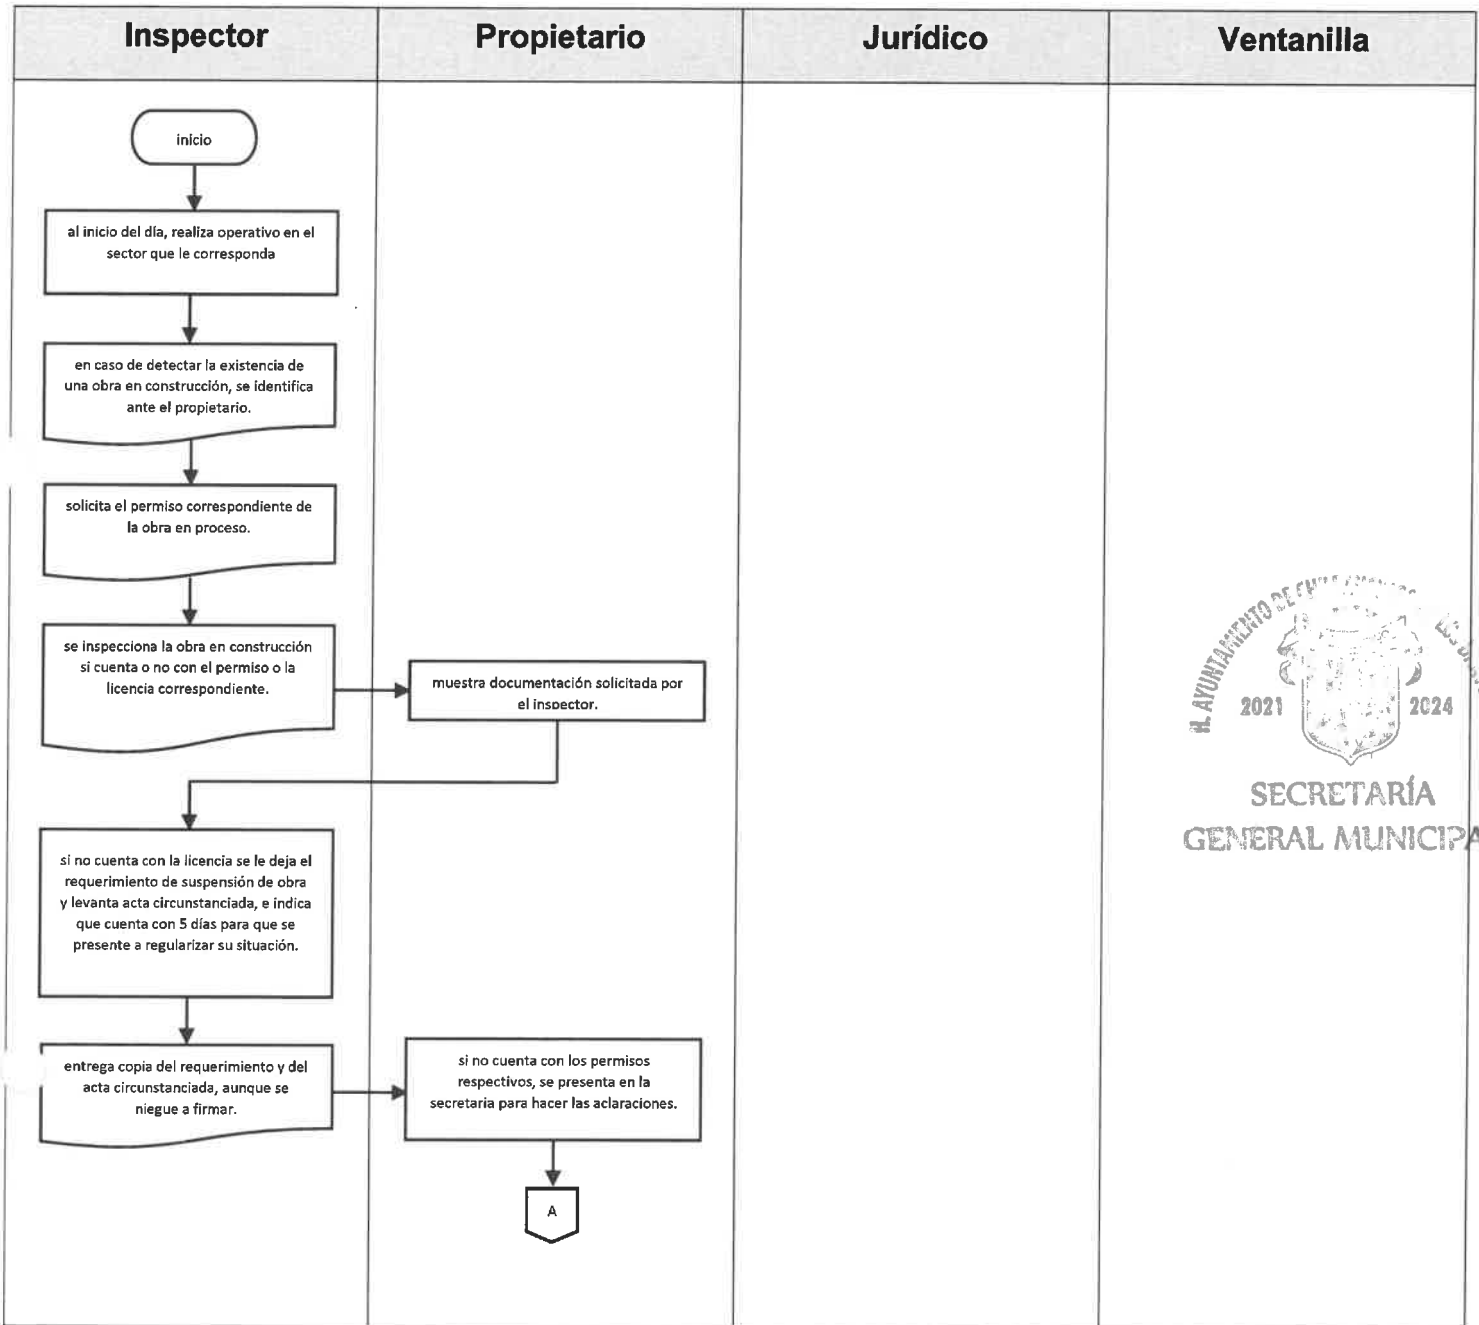 Inspector
Propietario
Jurídico
Ventanilla
inicio
al inicio del día, realiza operativo en el
sector que le corresponda
en caso de detectar la existencia de
una obra en construcción, se identifica
ante el propietario.
solicita el permiso correspondiente de
la obra en proceso.
se inspecciona la obra en construcción
si cuenta o no con el permiso o la
licencia correspondiente.
muestra documentación solicitada por
el inspector.
si no cuenta con la licencia se le deja el
requerimiento de suspensión de obra
y levanta acta circunstanciada, e indica
que cuenta con 5 días para que se
presente a regularizar su situación.
entrega copia del requerimiento y del
acta circunstanciada, aunque se
niegue a firmar.
si no cuenta con los permisos
respectivos, se presenta en la
secretaria para hacer las aclaraciones.
A
H. AYUNTAMIENTO DE
2021
2024
SECRETARÍA
GENERAL MUNICIPA